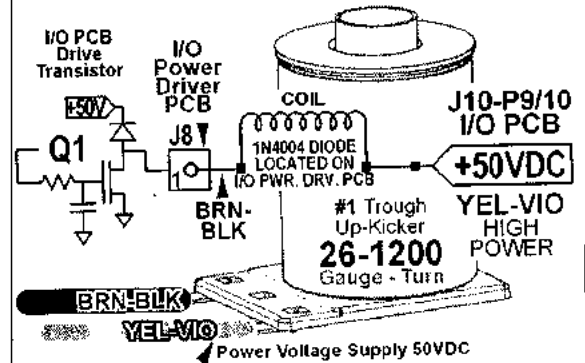 I/O PCB
Drive
Transistor
I/O
Power
Driver
PCB
+50V
Q1
J8
1
COIL
1N4004 DIODE
LOCATED ON
I/O PWR. DRV. PCB
BRN-
BLK
J10-P9/10
I/O PCB
+50VDC
YEL-VIO
HIGH
POWER
#1 Trough
Up-Kicker
26-1200
Gauge - Turn
BRN-BLK
YEL-VIO
Power Voltage Supply 50VDC